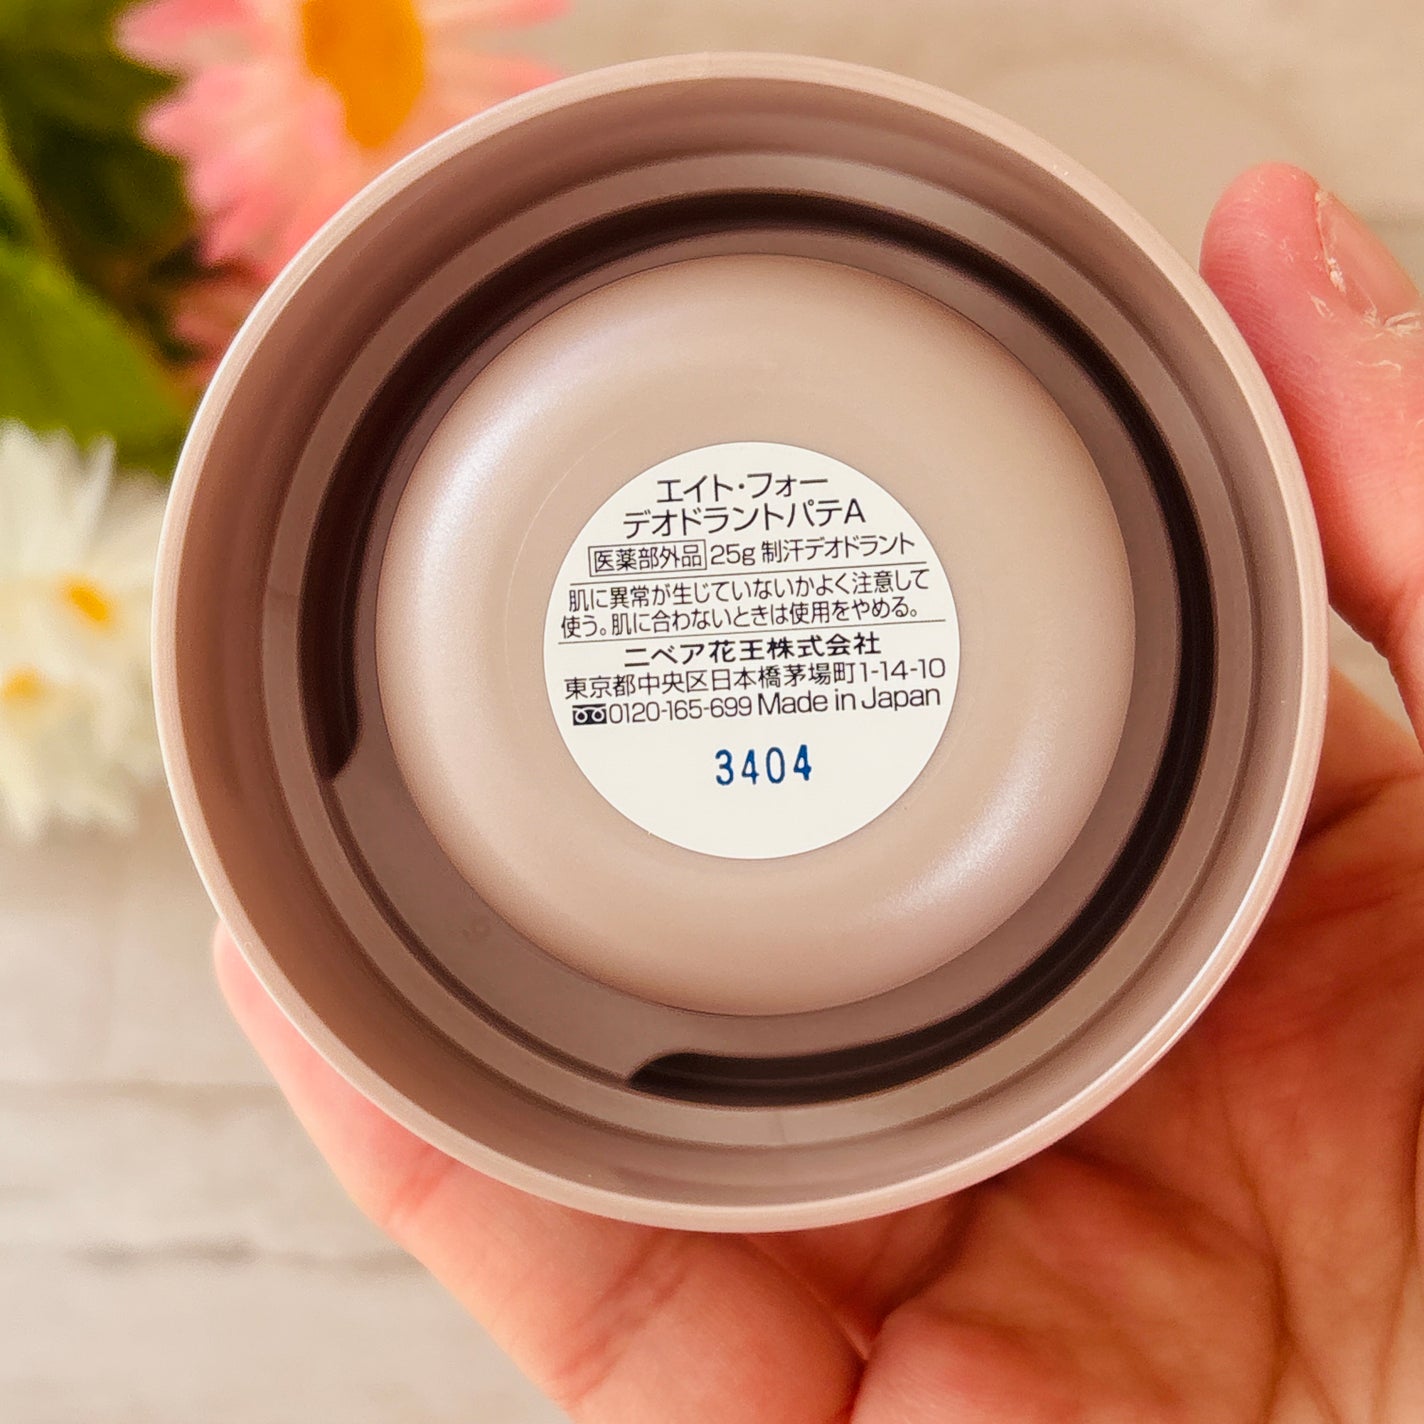 エイト・フォー
デオドラントパテA
医薬部外品 25g 制汗デオドラント
肌に異常が生じていないかよく注意して
使う。肌に合わないときは使用をやめる。
ニベア花王株式会社
東京都中央区日本橋茅場町1-14-10
0120-165-699 Made in Japan
3404